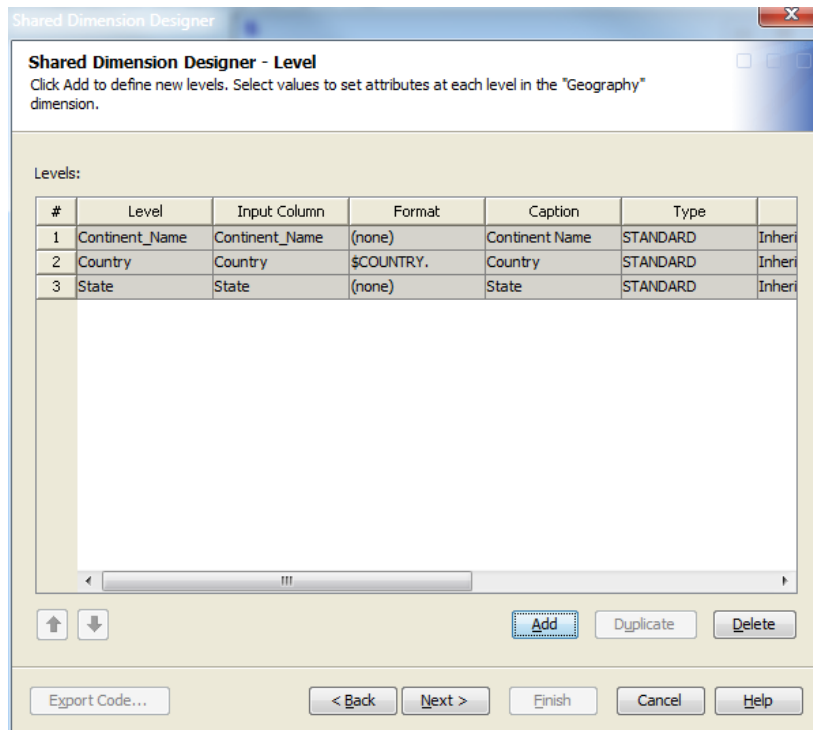 Shared Dimension Designer
Shared Dimension Designer - Level
Click Add to define new levels. Select values to set attributes at each level in the "Geography"
dimension.
Levels:
# Level Input Column Format Caption Type
1 Continent_Name Continent_Name (none) Continent Name STANDARD Inheri
2 Country Country $COUNTRY. Country STANDARD Inheri
3 State State (none) State STANDARD Inheri
Add Duplicate Delete
Export Code... < Back Next > Finish Cancel Help